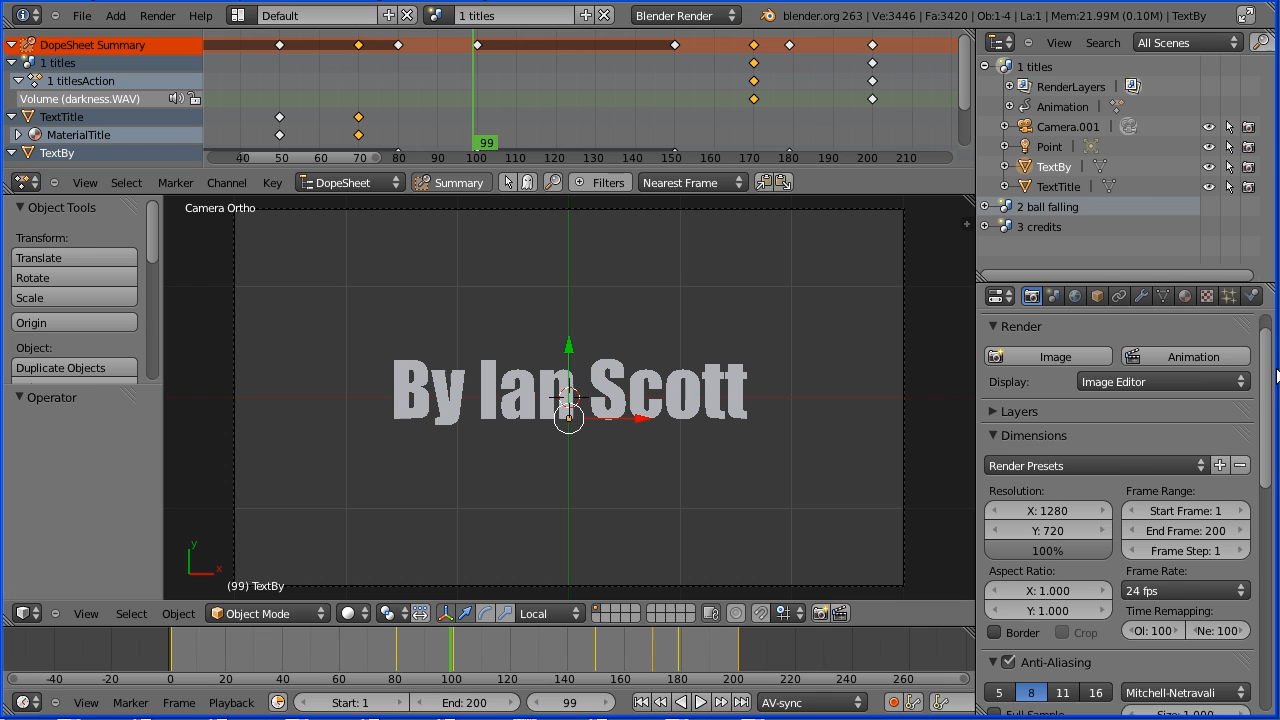 File Add Render Help Default 1 titles Blender Render blender.org 263 | Ve:3446 | Fa:3420 | Ob:1-4 | La:1 | Mem:21.99M (0.10M) | TextBy
DopeSheet Summary
1 titles
1 titlesAction
Volume (darkness.WAV)
TextTitle
MaterialTitle
TextBy
99
40 50 60 70 80 90 100 110 120 130 140 150 160 170 180 190 200 210
View Select Marker Channel Key DopeSheet Summary Filters Nearest Frame
View Search All Scenes
1 titles
RenderLayers
Animation
Camera.001
Point
TextBy
TextTitle
2 ball falling
3 credits
Object Tools
Transform:
Translate
Rotate
Scale
Origin
Object:
Duplicate Objects
Operator
Camera Ortho
By Ian Scott
y
x
(99) TextBy
View Select Object Object Mode Local
-40 -20 0 20 40 60 80 100 120 140 160 180 200 220 240 260
View Marker Frame Playback Start: 1 End: 200 99 AV-sync
Render
Image Animation
Display: Image Editor
Layers
Dimensions
Render Presets
Resolution: Frame Range:
X: 1280 Start Frame: 1
Y: 720 End Frame: 200
100% Frame Step: 1
Aspect Ratio: Frame Rate:
X: 1.000 24 fps
Y: 1.000 Time Remapping:
Border Crop Ol: 100 Ne: 100
Anti-Aliasing
5 8 11 16 Mitchell-Netravali
Full Sample Size: 1.000